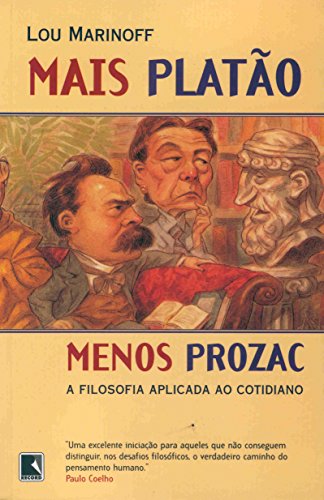 LOU MARINOFF
MAIS PLATÃO
MENOS PROZAC
A FILOSOFIA APLICADA AO COTIDIANO
"Uma excelente iniciação para aqueles que não conseguem
distinguir, nos desafios filosóficos, o verdadeiro caminho do
pensamento humano."
Paulo Coelho
RECORD